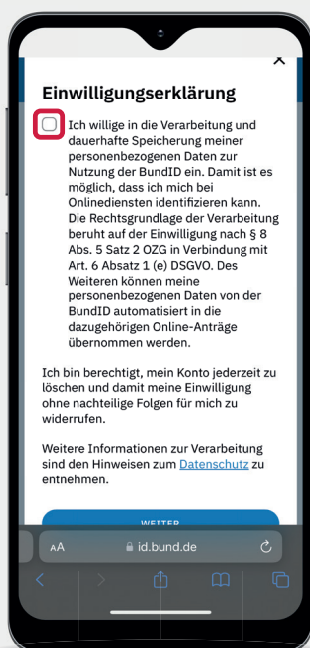 Einwilligungserklärung
Ich willige in die Verarbeitung und
dauerhafte Speicherung meiner
personenbezogenen Daten zur
Nutzung der BundID ein. Damit ist es
möglich, dass ich mich bei
Onlinediensten identifizieren kann.
Die Rechtsgrundlage der Verarbeitung
beruht auf der Einwilligung nach § 8
Abs. 5 Satz 2 OZG in Verbindung mit
Art. 6 Absatz 1 (e) DSGVO. Des
Weiteren können meine
personenbezogenen Daten von der
BundID automatisiert in die
dazugehörigen Online-Anträge
übernommen werden.
Ich bin berechtigt, mein Konto jederzeit zu
löschen und damit meine Einwilligung
ohne nachteilige Folgen für mich zu
widerrufen.
Weitere Informationen zur Verarbeitung
sind den Hinweisen zum Datenschutz zu
entnehmen.
WEITER
AA id.bund.de